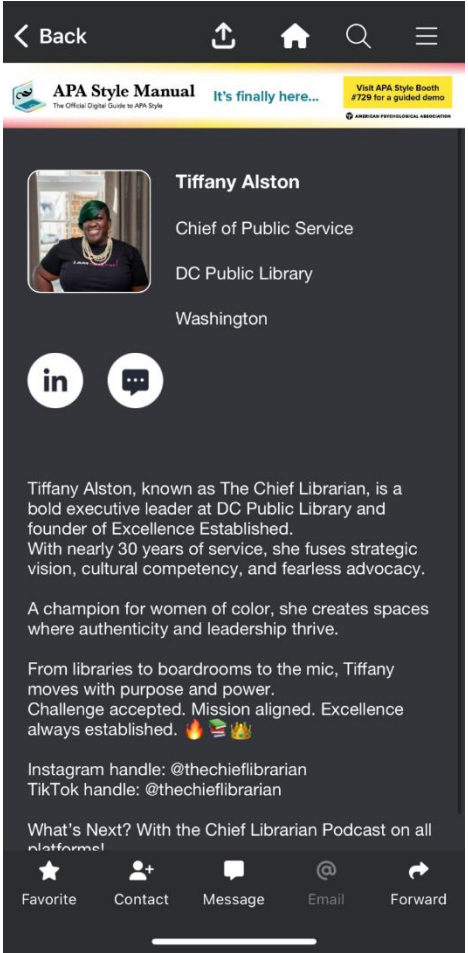 Back
APA Style Manual
The Official Digital Guide to APA Style
It's finally here...
Visit APA Style Booth
#729 for a guided demo
AMERICAN PSYCHOLOGICAL ASSOCIATION
Tiffany Alston
Chief of Public Service
DC Public Library
Washington
I AM
in
Tiffany Alston, known as The Chief Librarian, is a
bold executive leader at DC Public Library and
founder of Excellence Established.
With nearly 30 years of service, she fuses strategic
vision, cultural competency, and fearless advocacy.
A champion for women of color, she creates spaces
where authenticity and leadership thrive.
From libraries to boardrooms to the mic, Tiffany
moves with purpose and power.
Challenge accepted. Mission aligned. Excellence
always established. 🔥📚👑
Instagram handle: @thechieflibrarian
TikTok handle: @thechieflibrarian
What's Next? With the Chief Librarian Podcast on all
platforms!
Favorite
Contact
Message
Email
Forward